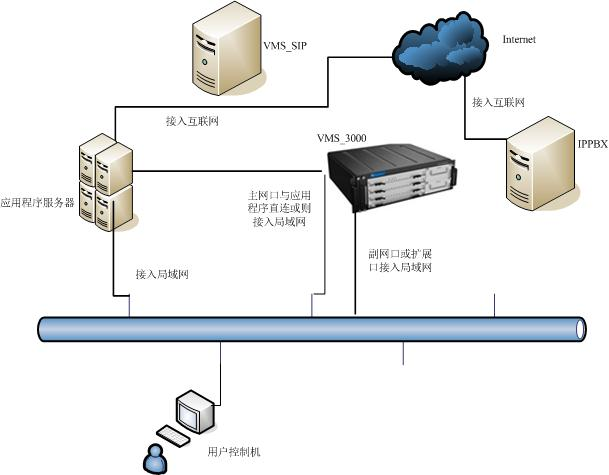 VMS_SIP
Internet
接入互联网
接入互联网
VMS_3000
IPPBX
应用程序服务器
主网口与应用
程序直连或则
接入局域网
副网口或扩展
口接入局域网
接入局域网
用户控制机